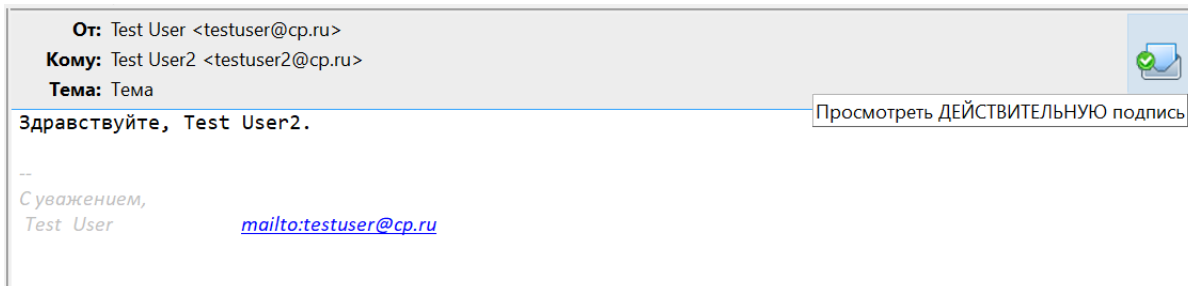 От: Test User <testuser@cp.ru>
Кому: Test User2 <testuser2@cp.ru>
Тема: Тема
Просмотреть ДЕЙСТВИТЕЛЬНУЮ подпись
Здравствуйте, Test User2.
--
С уважением,
Test User mailto:testuser@cp.ru